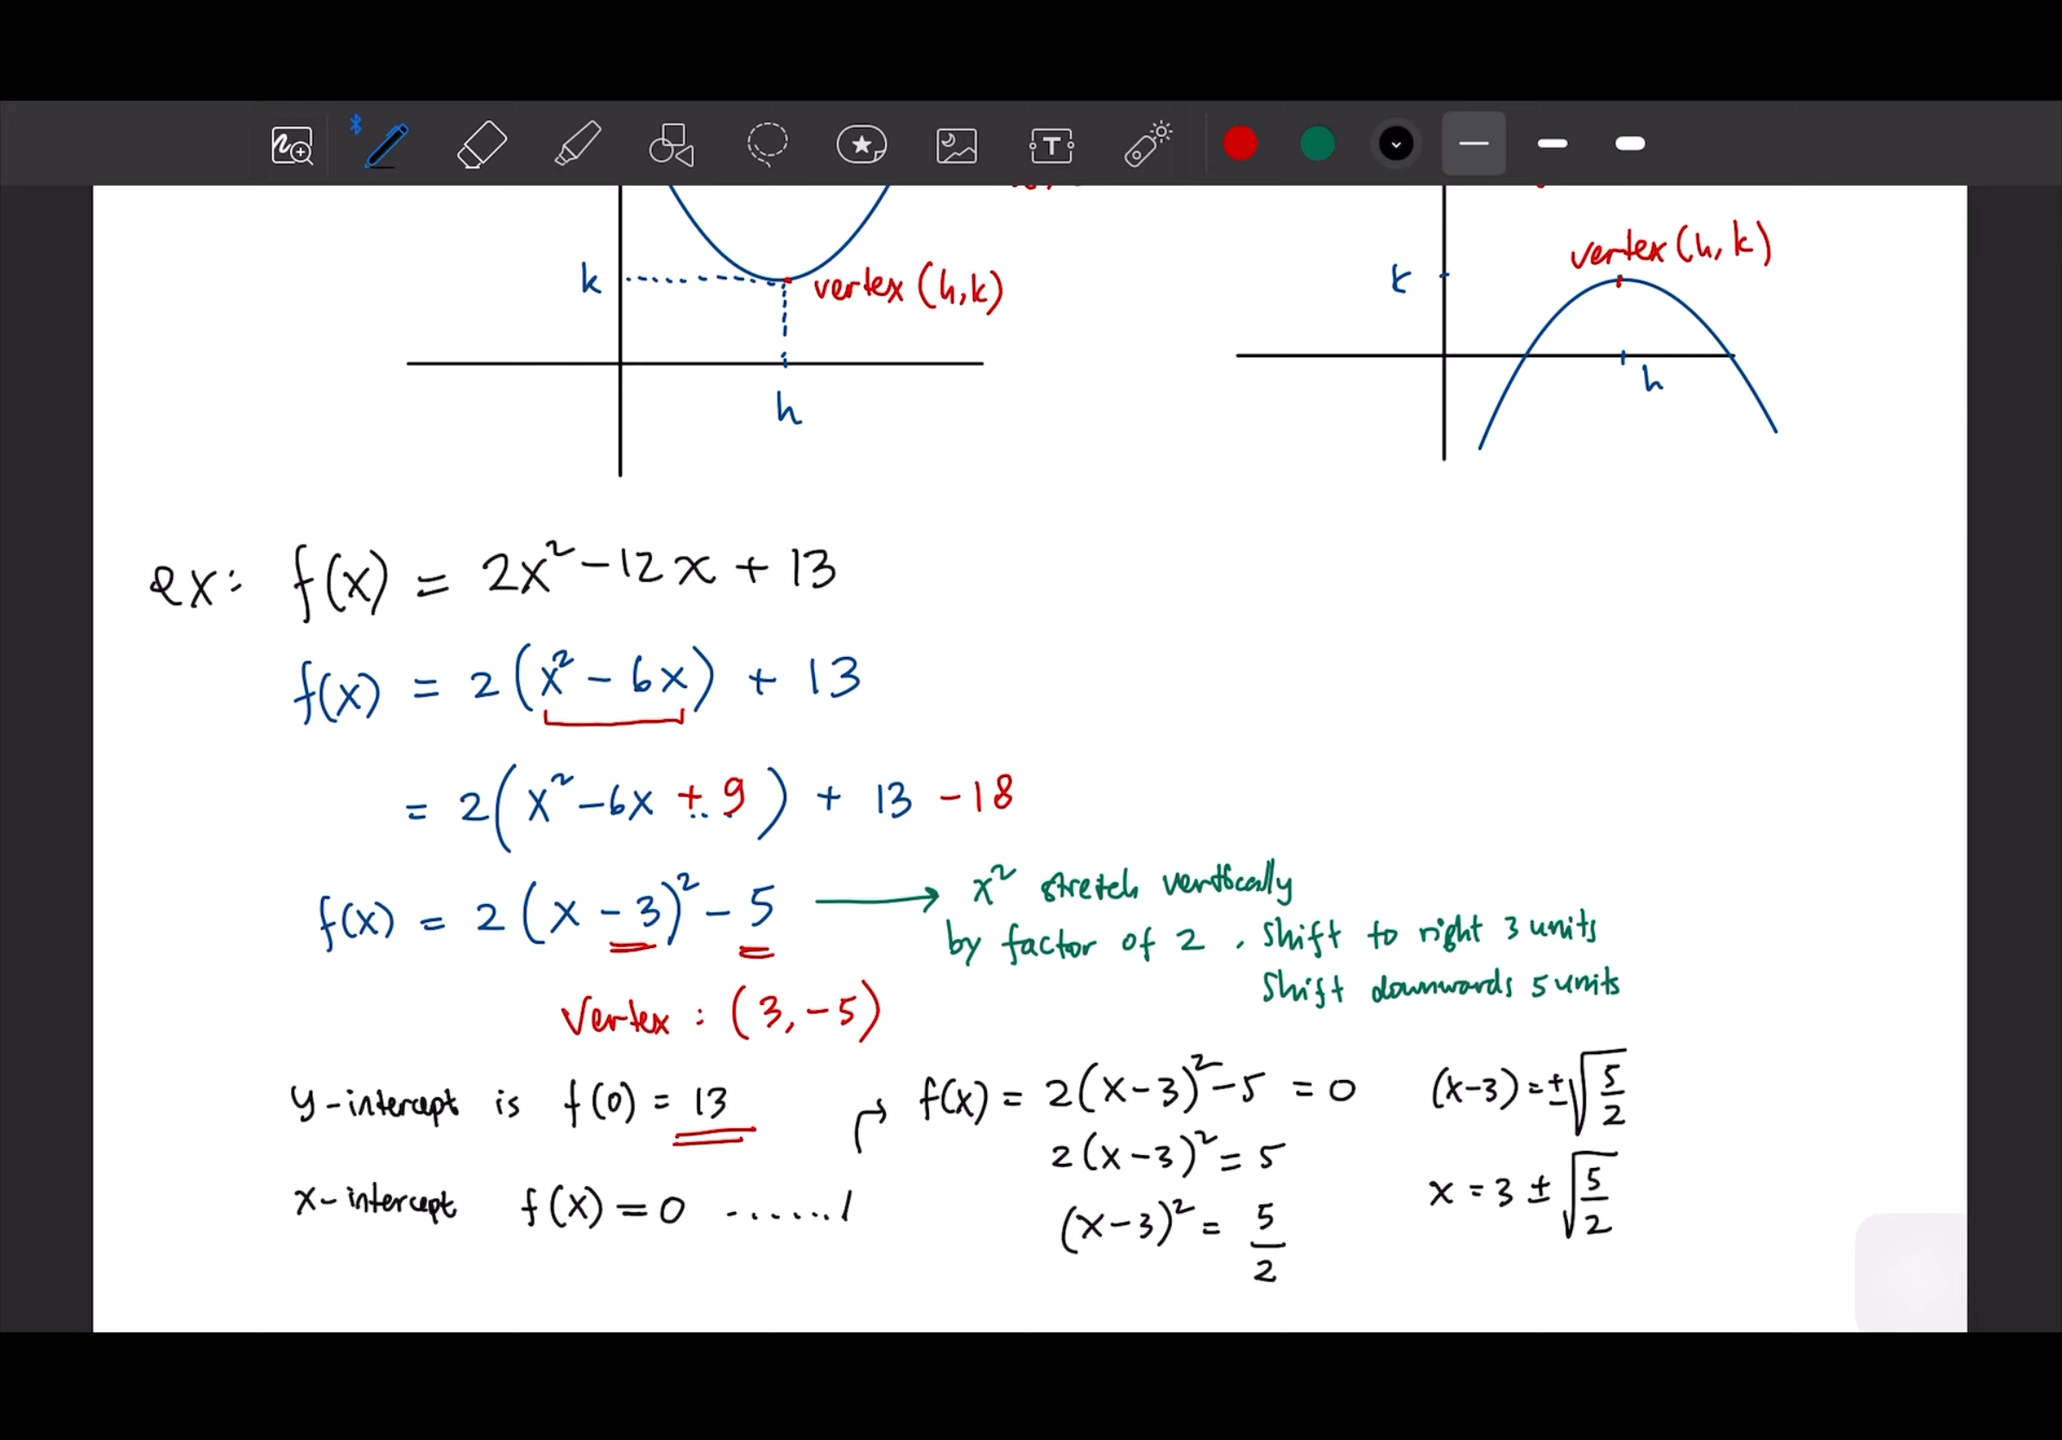 k
vertex (h,k)
h
vertex (h, k)
k
h
ex: f(x) = 2x² - 12x + 13
f(x) = 2(x² - 6x) + 13
= 2(x² - 6x + 9) + 13 - 18
f(x) = 2(x - 3)² - 5 → x² stretch vertically
by factor of 2 . Shift to right 3 units
Shift downwards 5 units
Vertex : (3, -5)
y-intercept is f(0) = 13
x-intercept f(x) = 0 .......
f(x) = 2(x-3)² - 5 = 0
2(x-3)² = 5
(x-3)² = 5/2
(x-3) = ±√(5/2)
x = 3 ± √(5/2)